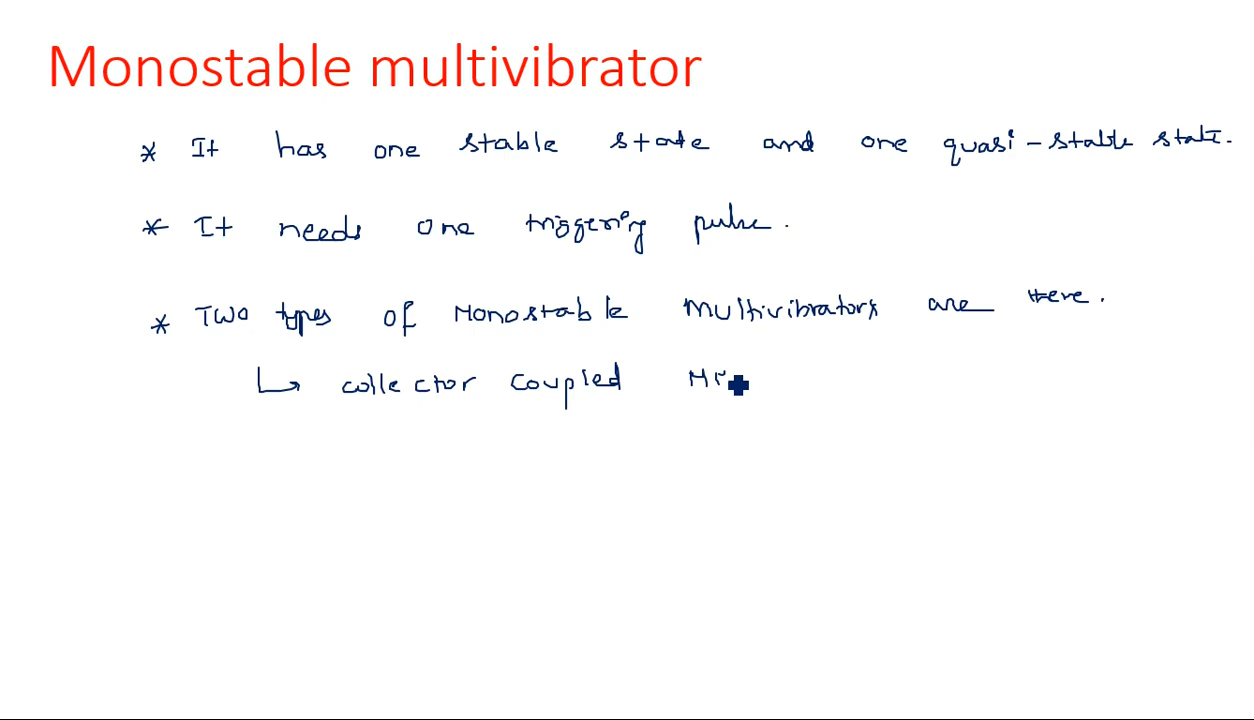 Monostable multivibrator
* It has one stable state and one quasi-stable state.
* It needs one triggering pulse.
* Two types of Monostable Multivibrators are there.
↳ collector coupled